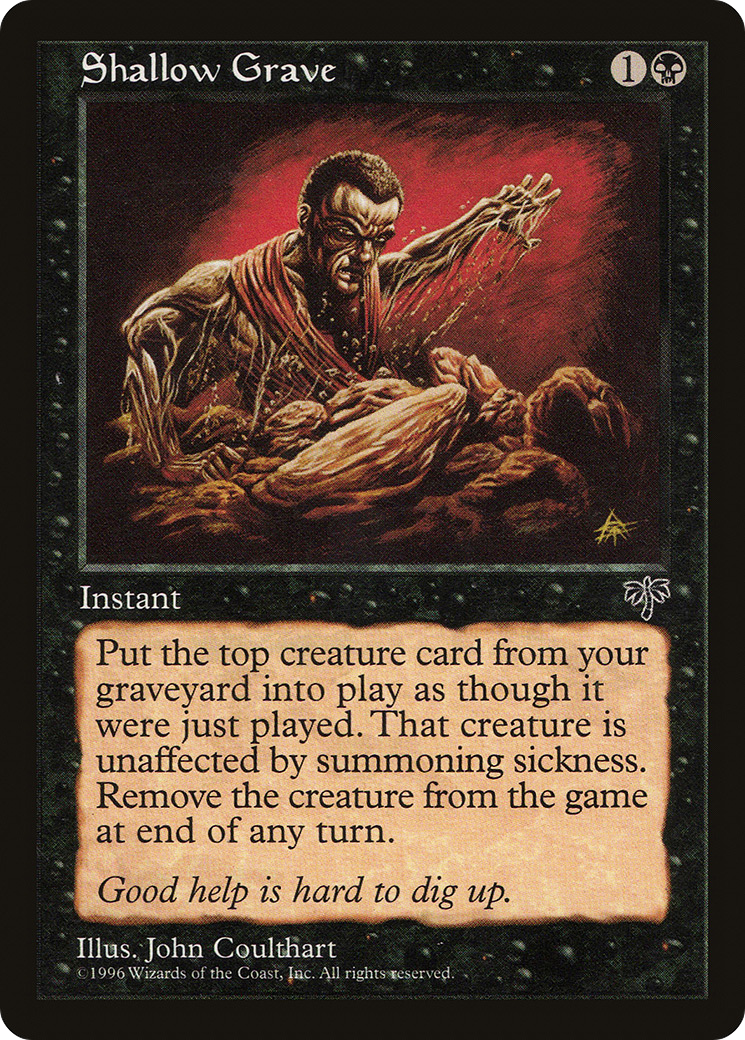 Shallow Grave 1
Instant
Put the top creature card from your
graveyard into play as though it
were just played. That creature is
unaffected by summoning sickness.
Remove the creature from the game
at end of any turn.
Good help is hard to dig up.
Illus. John Coulthart
©1996 Wizards of the Coast, Inc. All rights reserved.